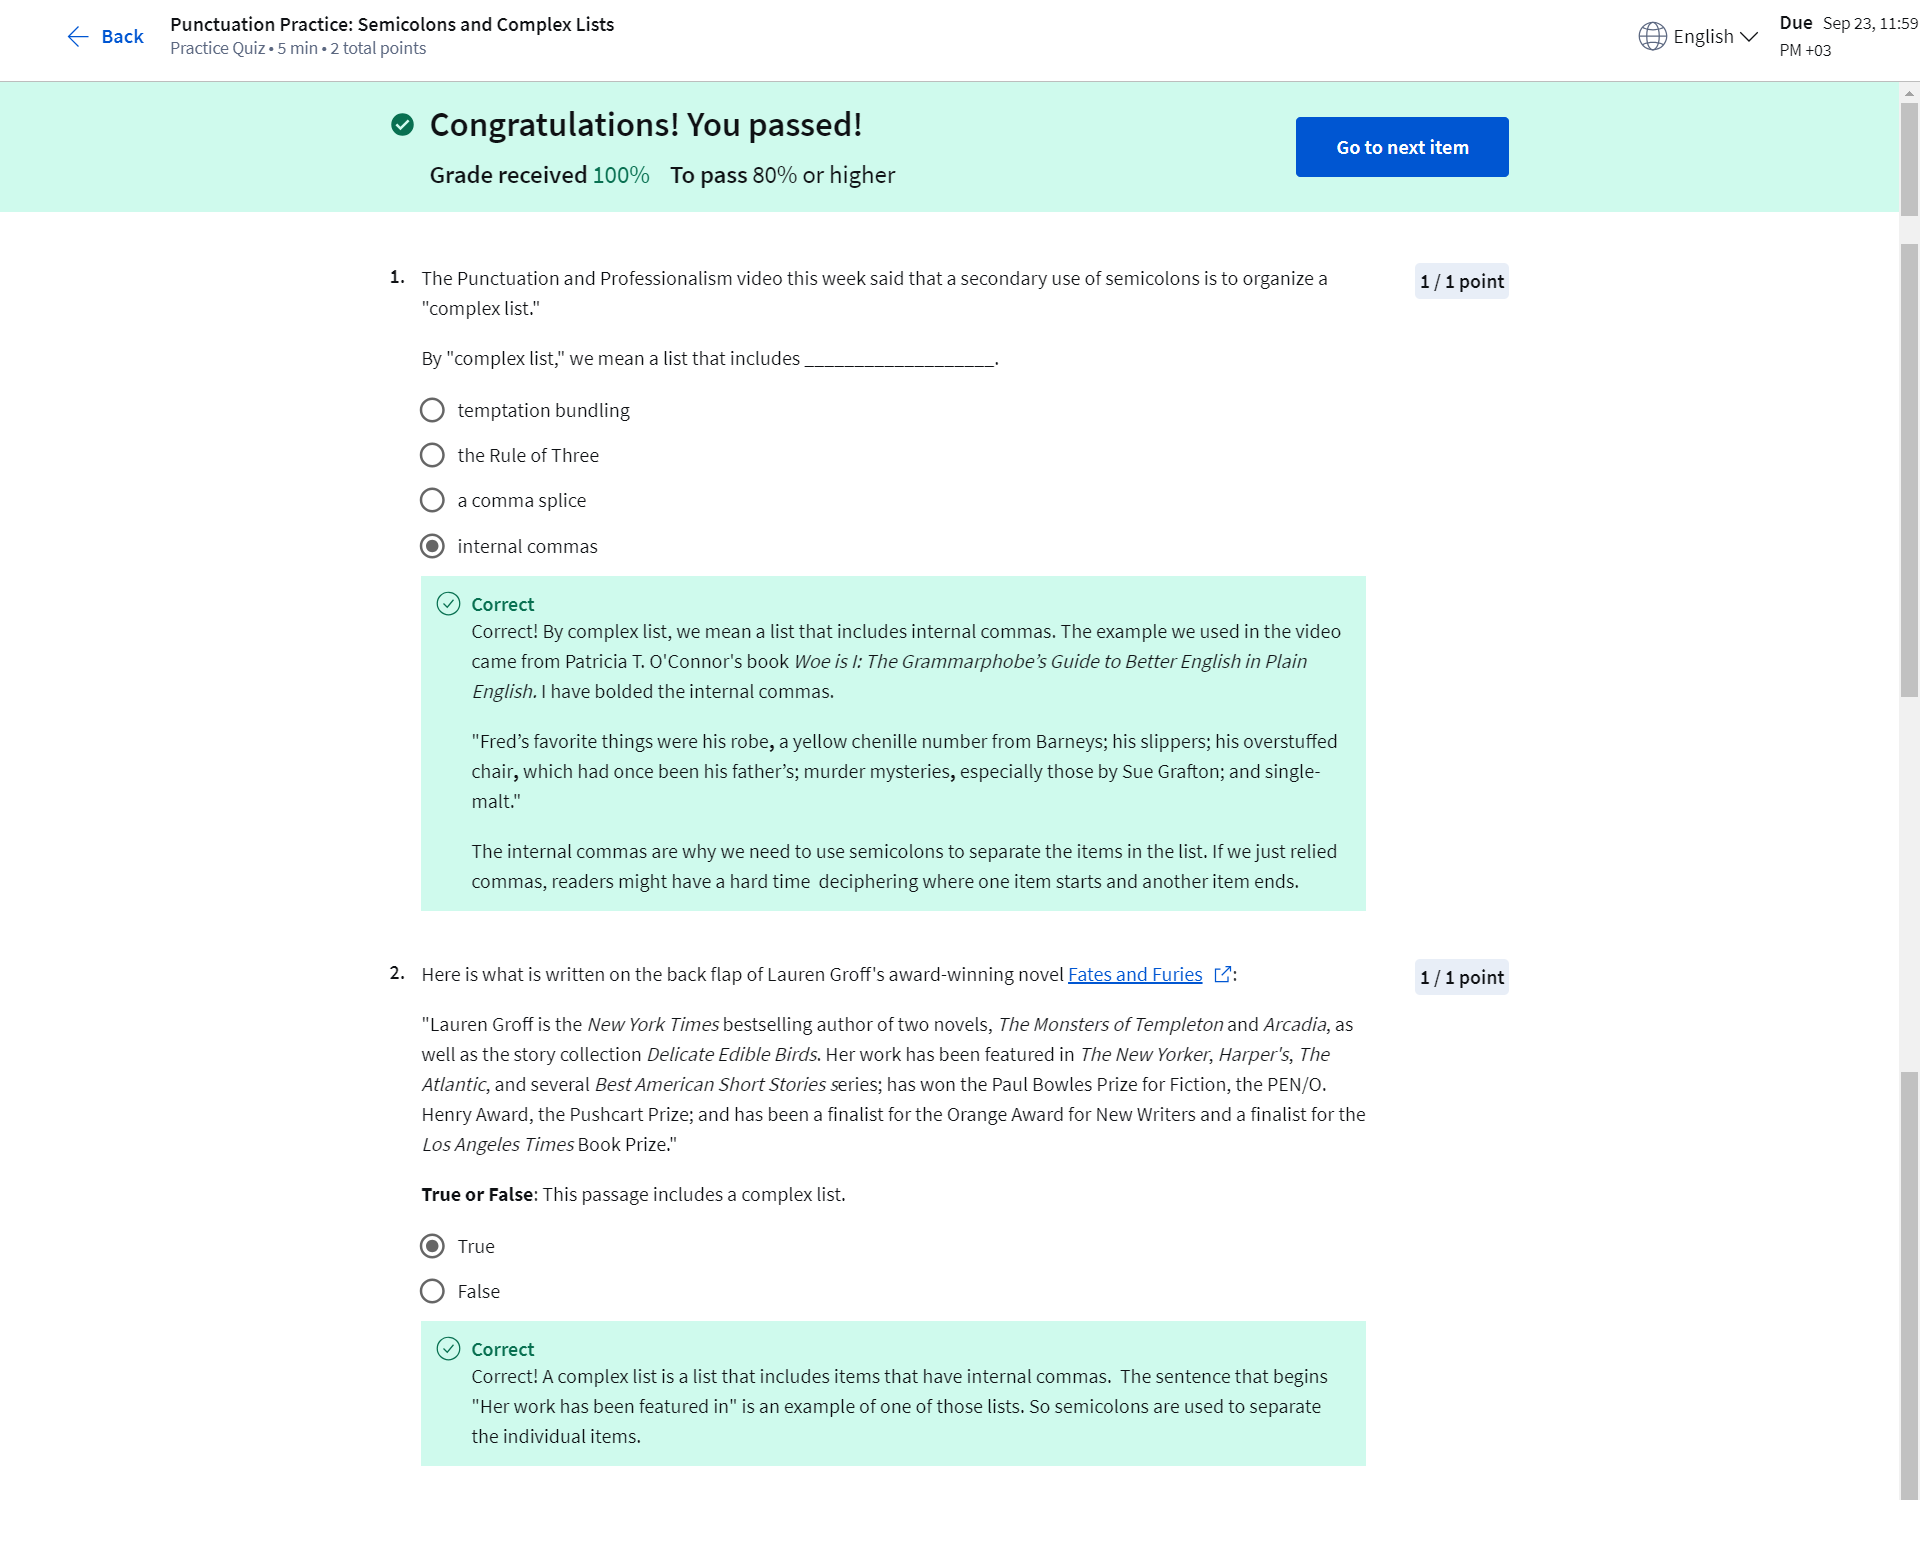 Back
Punctuation Practice: Semicolons and Complex Lists
Practice Quiz • 5 min • 2 total points
English
Due Sep 23, 11:59
PM +03
Congratulations! You passed!
Grade received 100% To pass 80% or higher
Go to next item
1. The Punctuation and Professionalism video this week said that a secondary use of semicolons is to organize a
"complex list."
1 / 1 point
By "complex list," we mean a list that includes ___________________.
temptation bundling
the Rule of Three
a comma splice
internal commas
Correct
Correct! By complex list, we mean a list that includes internal commas. The example we used in the video
came from Patricia T. O'Connor's book Woe is I: The Grammarphobe’s Guide to Better English in Plain
English. I have bolded the internal commas.
"Fred’s favorite things were his robe, a yellow chenille number from Barneys; his slippers; his overstuffed
chair, which had once been his father’s; murder mysteries, especially those by Sue Grafton; and single-
malt."
The internal commas are why we need to use semicolons to separate the items in the list. If we just relied
commas, readers might have a hard time deciphering where one item starts and another item ends.
2. Here is what is written on the back flap of Lauren Groff's award-winning novel Fates and Furies :
1 / 1 point
"Lauren Groff is the New York Times bestselling author of two novels, The Monsters of Templeton and Arcadia, as
well as the story collection Delicate Edible Birds. Her work has been featured in The New Yorker, Harper's, The
Atlantic, and several Best American Short Stories series; has won the Paul Bowles Prize for Fiction, the PEN/O.
Henry Award, the Pushcart Prize; and has been a finalist for the Orange Award for New Writers and a finalist for the
Los Angeles Times Book Prize."
True or False: This passage includes a complex list.
True
False
Correct
Correct! A complex list is a list that includes items that have internal commas. The sentence that begins
"Her work has been featured in" is an example of one of those lists. So semicolons are used to separate
the individual items.